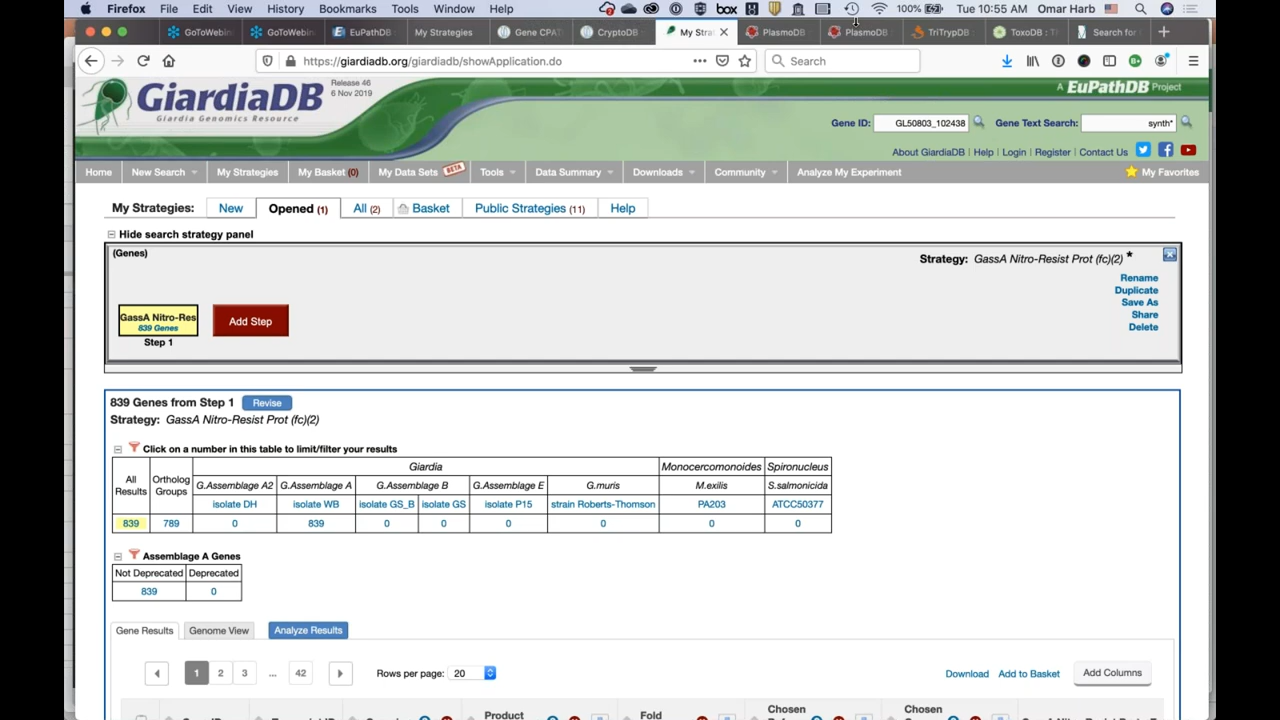 Firefox File Edit View History Bookmarks Tools Window Help box 100% Tue 10:55 AM Omar Harb
GoToWebin GoToWebin EuPathDB My Strategies Gene CPAT CryptoDB My Strat PlasmoDB PlasmoDB TriTrypDB ToxoDB : T Search for
https://giardiadb.org/giardiadb/showApplication.do Search
GiardiaDB
Giardia Genomics Resource
Release 46
6 Nov 2019
A EuPathDB Project
Gene ID: GL50803_102438 Gene Text Search: synth*
About GiardiaDB | Help | Login | Register | Contact Us
Home New Search My Strategies My Basket (0) My Data Sets BETA Tools Data Summary Downloads Community Analyze My Experiment My Favorites
My Strategies: New Opened (1) All (2) Basket Public Strategies (11) Help
Hide search strategy panel
(Genes)
Strategy: GassA Nitro-Resist Prot (fc)(2) *
Rename
Duplicate
Save As
Share
Delete
GassA Nitro-Res
839 Genes
Step 1
Add Step
839 Genes from Step 1 Revise
Strategy: GassA Nitro-Resist Prot (fc)(2)
Click on a number in this table to limit/filter your results
All Results Ortholog Groups Giardia Monocercomonoides Spironucleus
G.Assemblage A2 G.Assemblage A G.Assemblage B G.Assemblage E G.muris M.exilis S.salmonicida
isolate DH isolate WB isolate GS_B isolate GS isolate P15 strain Roberts-Thomson PA203 ATCC50377
839 789 0 839 0 0 0 0 0 0
Assemblage A Genes
Not Deprecated Deprecated
839 0
Gene Results Genome View Analyze Results
1 2 3 ... 42 Rows per page: 20 Download Add to Basket Add Columns
Product Fold Chosen Chosen